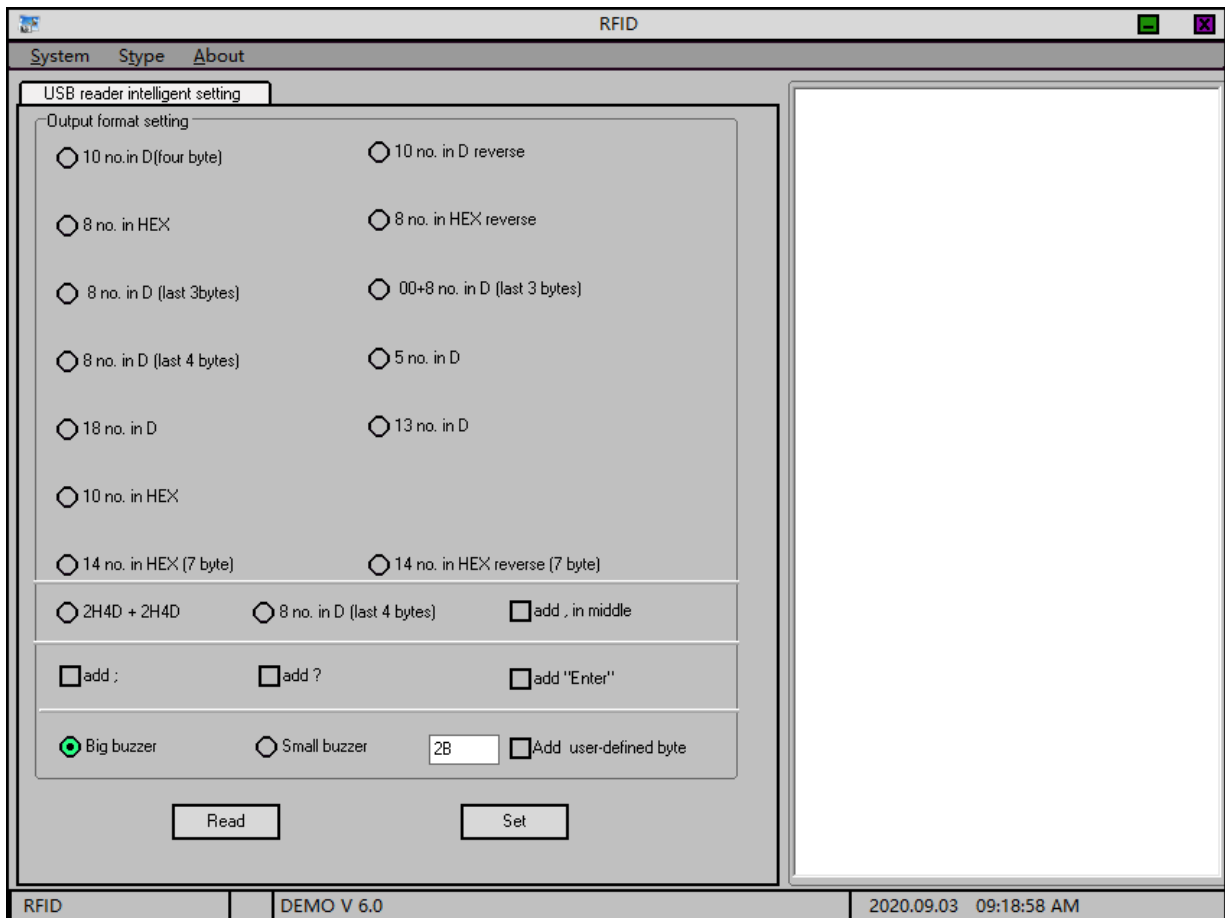 RFID
System Stype About
USB reader intelligent setting
Output format setting
10 no.in D(four byte) 10 no. in D reverse
8 no. in HEX 8 no. in HEX reverse
8 no. in D (last 3bytes) 00+8 no. in D (last 3 bytes)
8 no. in D (last 4 bytes) 5 no. in D
18 no. in D 13 no. in D
10 no. in HEX
14 no. in HEX (7 byte) 14 no. in HEX reverse (7 byte)
2H4D + 2H4D 8 no. in D (last 4 bytes) add , in middle
add ; add ? add "Enter"
Big buzzer Small buzzer 2B Add user-defined byte
Read Set
RFID DEMO V 6.0 2020.09.03 09:18:58 AM